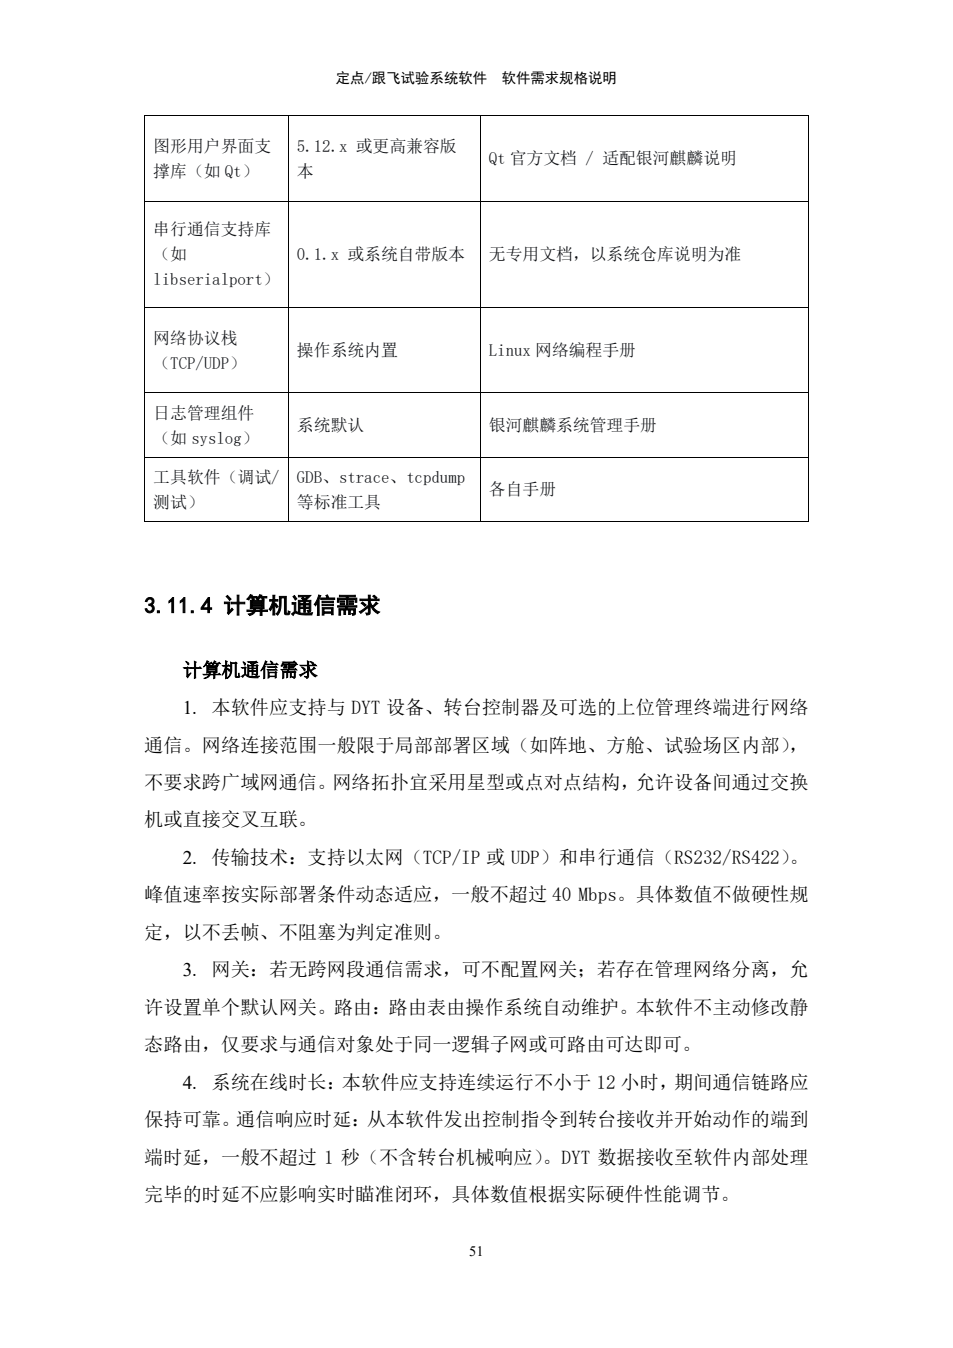 定点/跟飞试验系统软件　软件需求规格说明
图形用户界面支
撑库（如 Qt）
5.12.x 或更高兼容版
本
Qt 官方文档 / 适配银河麒麟说明
串行通信支持库
（如
libserialport）
0.1.x 或系统自带版本
无专用文档，以系统仓库说明为准
网络协议栈
（TCP/UDP）
操作系统内置
Linux 网络编程手册
日志管理组件
（如 syslog）
系统默认
银河麒麟系统管理手册
工具软件（调试/
测试）
GDB、strace、tcpdump
等标准工具
各自手册
3.11.4 计算机通信需求
计算机通信需求
1. 本软件应支持与 DYT 设备、转台控制器及可选的上位管理终端进行网络
通信。网络连接范围一般限于局部部署区域（如阵地、方舱、试验场区内部），
不要求跨广域网通信。网络拓扑宜采用星型或点对点结构，允许设备间通过交换
机或直接交叉互联。
2. 传输技术：支持以太网（TCP/IP 或 UDP）和串行通信（RS232/RS422）。
峰值速率按实际部署条件动态适应，一般不超过 40 Mbps。具体数值不做硬性规
定，以不丢帧、不阻塞为判定准则。
3. 网关：若无跨网段通信需求，可不配置网关；若存在管理网络分离，允
许设置单个默认网关。路由：路由表由操作系统自动维护。本软件不主动修改静
态路由，仅要求与通信对象处于同一逻辑子网或可路由可达即可。
4. 系统在线时长：本软件应支持连续运行不小于 12 小时，期间通信链路应
保持可靠。通信响应时延：从本软件发出控制指令到转台接收并开始动作的端到
端时延，一般不超过 1 秒（不含转台机械响应）。DYT 数据接收至软件内部处理
完毕的时延不应影响实时瞄准闭环，具体数值根据实际硬件性能调节。
51